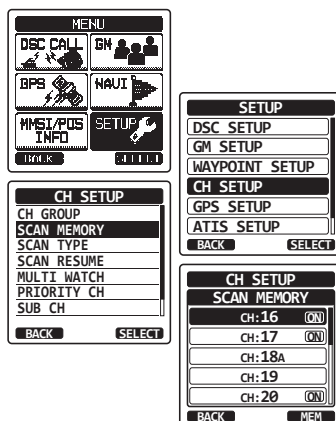 MENU
DSC CALL GM
GPS NAVI
MMSI/POS INFO SETUP
BACK SELECT
SETUP
DSC SETUP
GM SETUP
WAYPOINT SETUP
CH SETUP
GPS SETUP
ATIS SETUP
BACK SELECT
CH SETUP
CH GROUP
SCAN MEMORY
SCAN TYPE
SCAN RESUME
MULTI WATCH
PRIORITY CH
SUB CH
BACK SELECT
CH SETUP
SCAN MEMORY
CH:16 ON
CH:17 ON
CH:18A
CH:19
CH:20 ON
BACK MEM